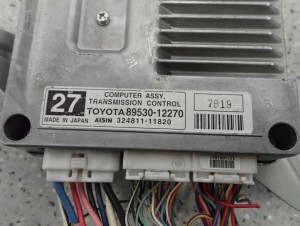 27
COMPUTER ASSY,
TRANSMISSION CONTROL
TOYOTA 89530-12270
MADE IN JAPAN AISIN 324811-11820
7819